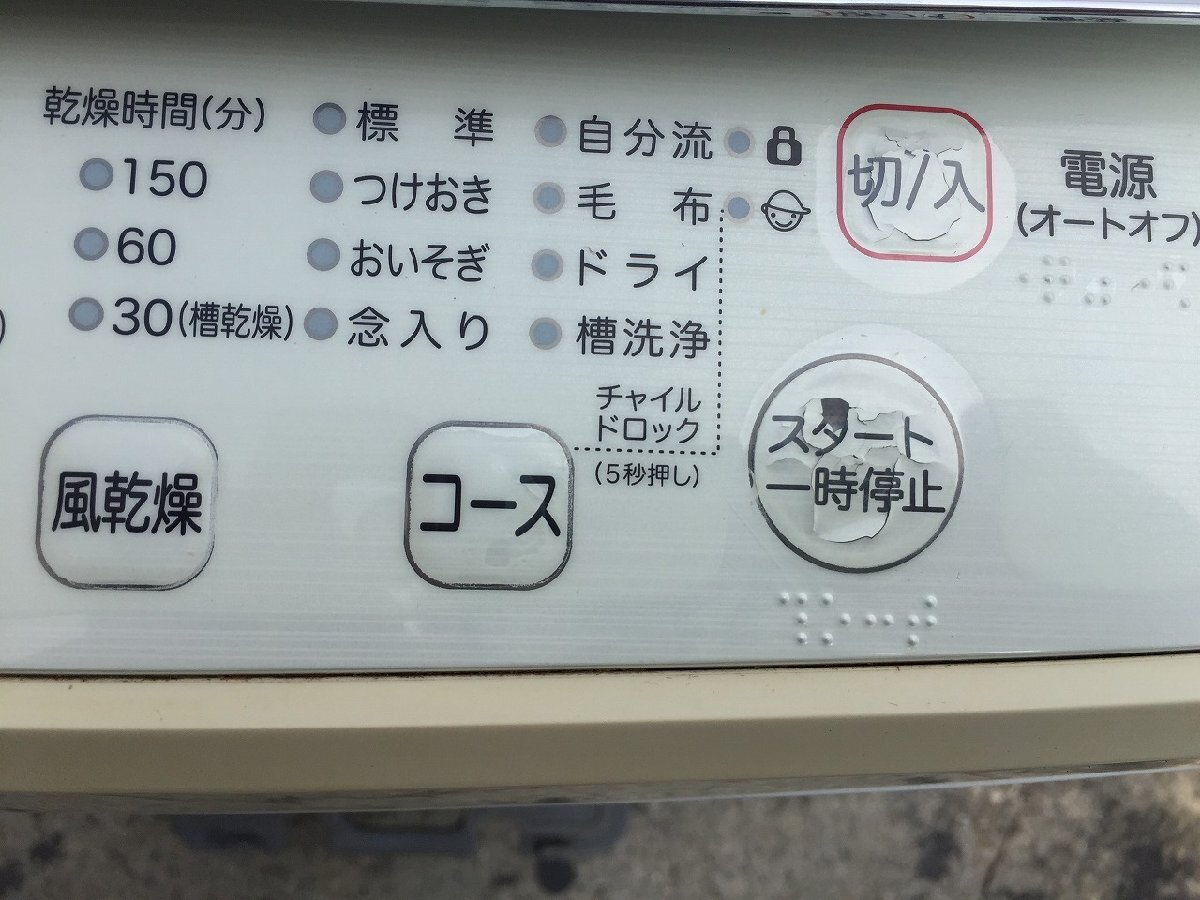 乾燥時間(分)
150
60
30(槽乾燥)
風乾燥
標準
つけおき
おいそぎ
念入り
コース
自分流
毛布
ドライ
槽洗浄
チャイル
ドロック
(5秒押し)
切/入
電源
(オートオフ)
スタート
一時停止